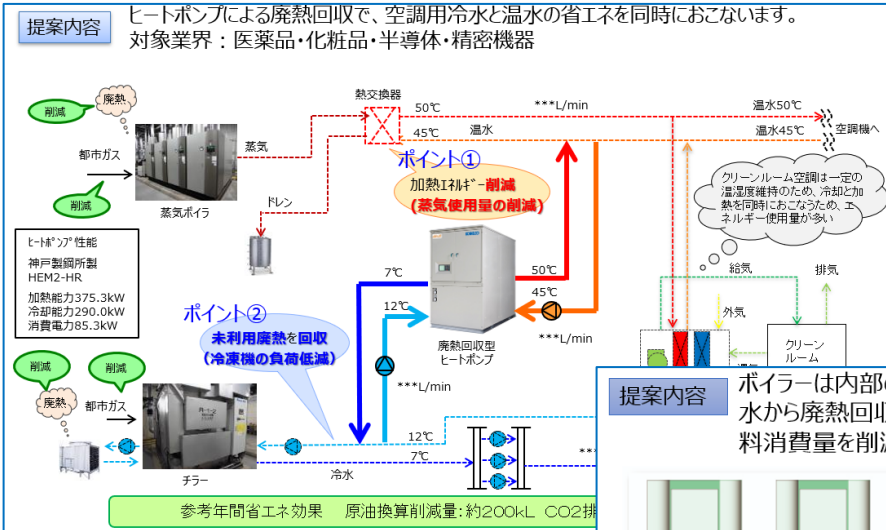 提案内容
ヒートポンプによる廃熱回収で、空調用冷水と温水の省エネを同時におこないます。
対象業界：医薬品・化粧品・半導体・精密機器
削減
廃熱
都市ガス
削減
蒸気ボイラ
蒸気
ドレン
熱交換器
50℃
***L/min
温水50℃
45℃
温水
温水45℃
空調機へ
ポイント①
加熱ｴﾈﾙｷﾞｰ削減
(蒸気使用量の削減)
クリーンルーム空調は一定の
温湿度維持のため、冷却と加
熱を同時におこなうため、エ
ネルギー使用量が多い
ﾋｰﾄﾎﾟﾝﾌﾟ性能
神戸製鋼所製
HEM2-HR
加熱能力375.3kW
冷却能力290.0kW
消費電力85.3kW
7℃
12℃
50℃
45℃
***L/min
***L/min
廃熱回収型
ヒートポンプ
ポイント②
未利用廃熱を回収
(冷凍機の負荷低減)
給気
排気
外気
クリーン
ルーム
削減
削減
廃熱
都市ガス
チラー
12℃
7℃
冷水
参考年間省エネ効果 原油換算削減量：約200kL CO2排
提案内容
ボイラーは内部の
水から廃熱回収
料消費量を削減